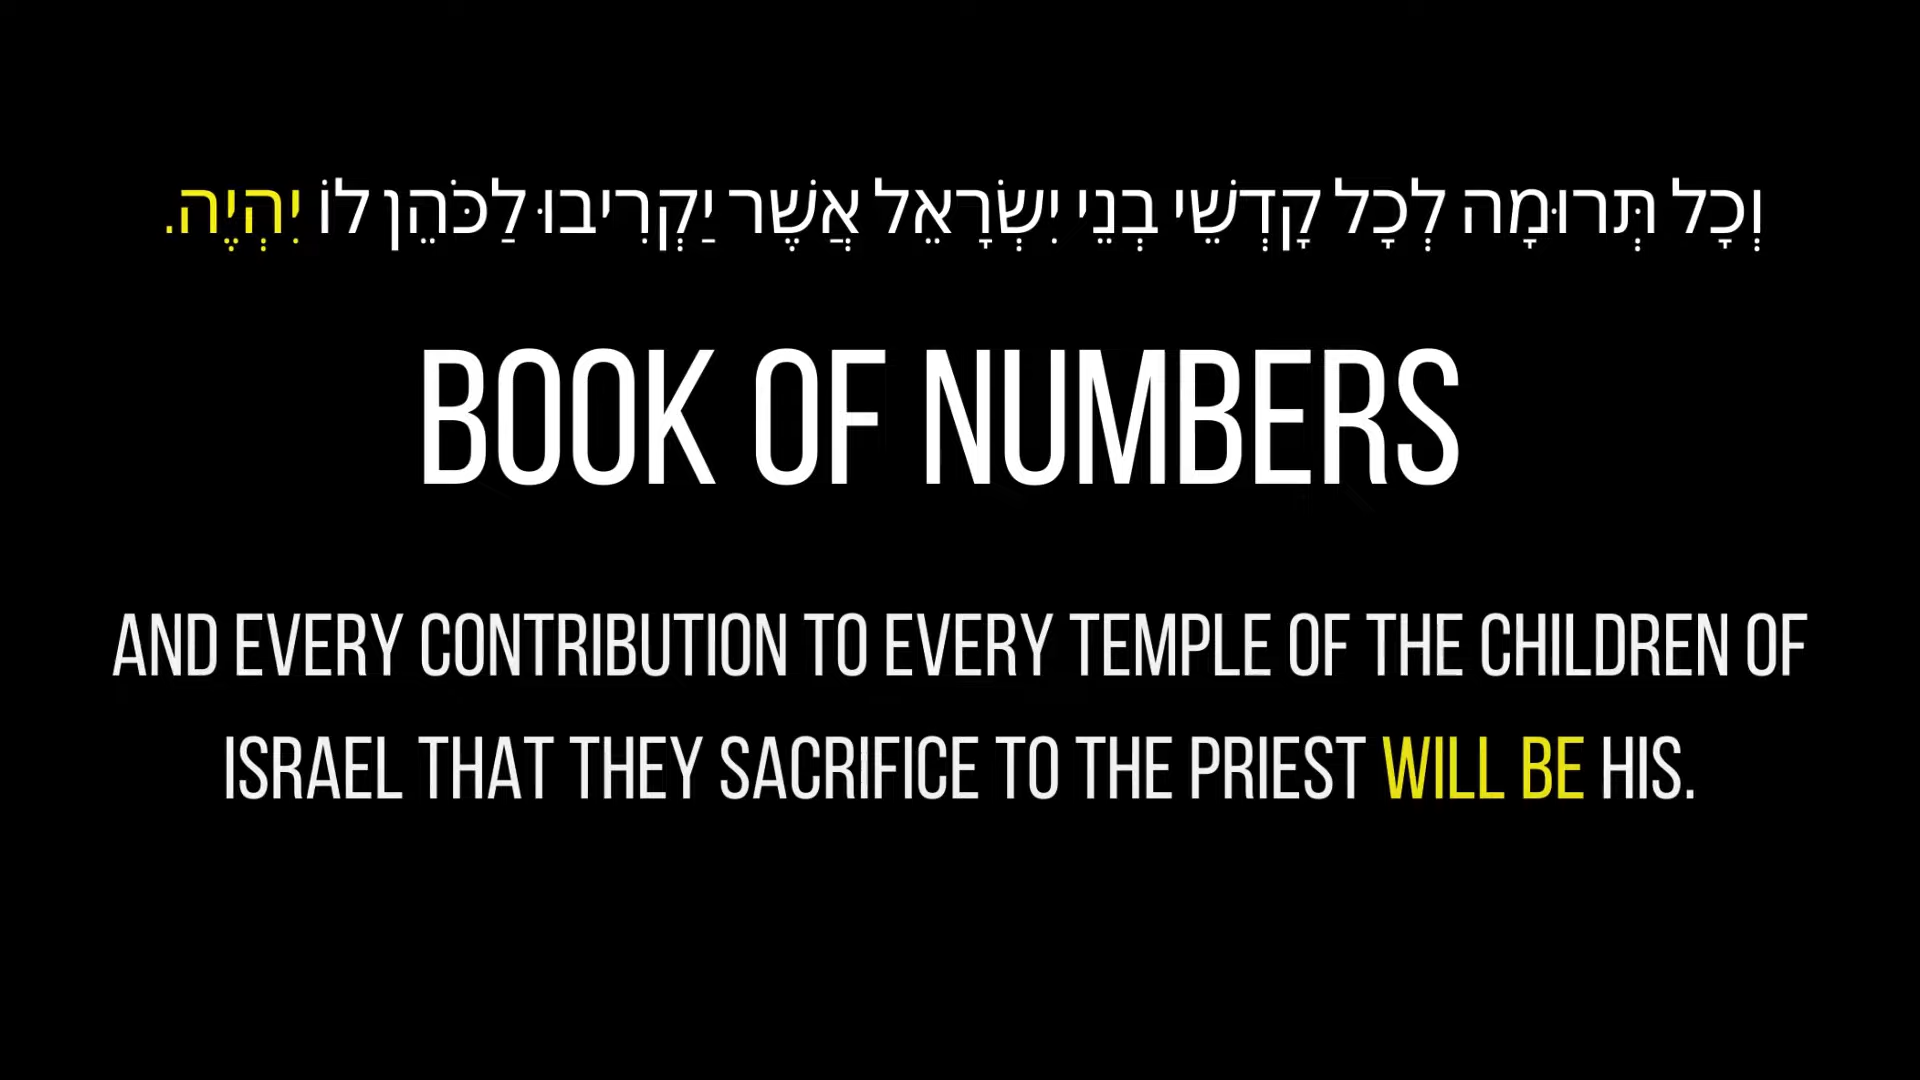 וְכָל תְּרוּמָה לְכָל קָדְשֵׁי בְנֵי יִשְׂרָאֵל אֲשֶׁר יַקְרִיבוּ לַכֹּהֵן לוֹ יִהְיֶה.
BOOK OF NUMBERS
AND EVERY CONTRIBUTION TO EVERY TEMPLE OF THE CHILDREN OF
ISRAEL THAT THEY SACRIFICE TO THE PRIEST WILL BE HIS.